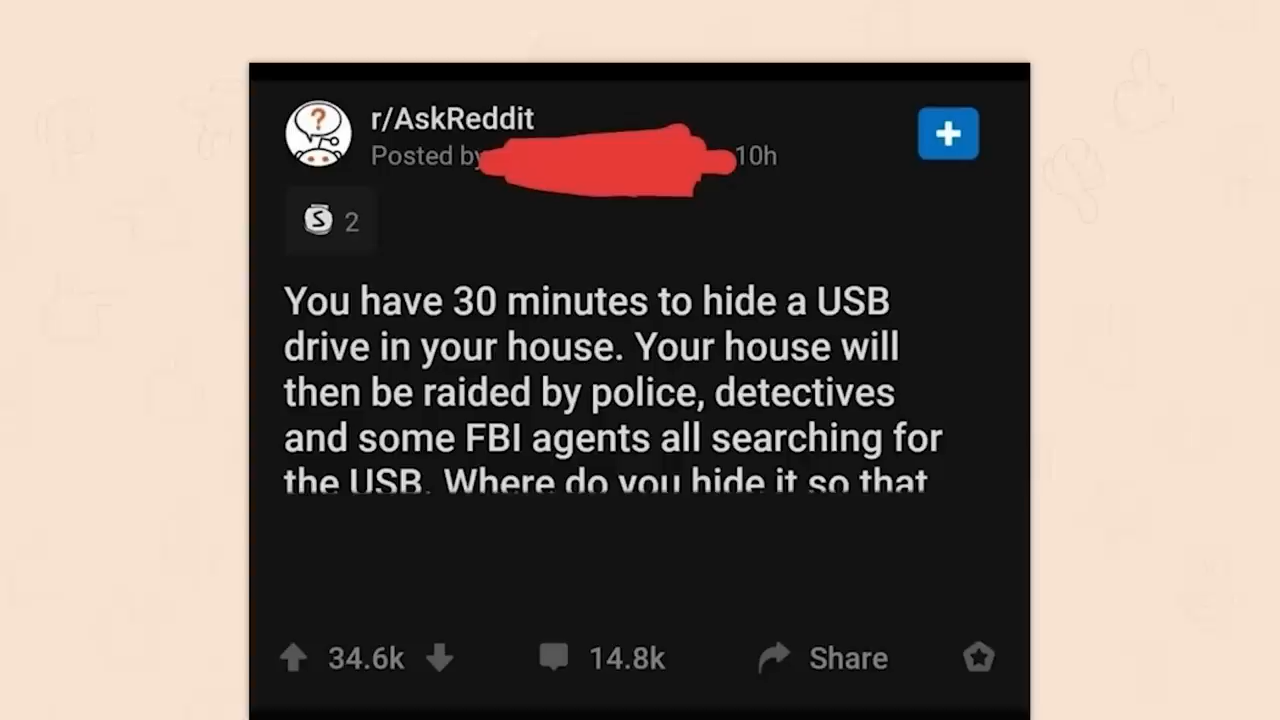 r/AskReddit
Posted by 10h
2
You have 30 minutes to hide a USB
drive in your house. Your house will
then be raided by police, detectives
and some FBI agents all searching for
the USB. Where do you hide it so that
34.6k 14.8k Share